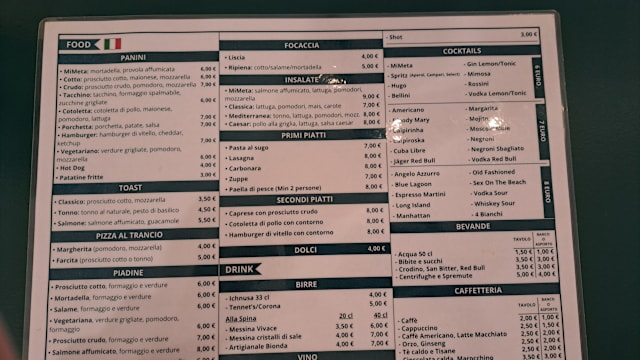 FOOD
PANINI
• MiMeta: mortadella, provola affumicata 6,00 €
• Cotto: prosciutto cotto, maionese, mozzarella 6,00 €
• Crudo: prosciutto crudo, pomodoro, mozzarella 7,00 €
• Tacchino: tacchina, formaggio spalmabile, zucchine grigliate 6,00 €
• Cotoletta: cotoletta di pollo, maionese, pomodoro, lattuga 7,00 €
• Porchetta: porchetta, patate, salsa 7,00 €
• Hamburger: hamburger di vitello, cheddar, ketchup 7,00 €
• Vegetariano: verdure grigliate, pomodoro, mozzarella 6,00 €
• Hot Dog 4,00 €
• Patatine fritte 3,00 €
TOAST
• Classico: prosciutto cotto, mozzarella 3,50 €
• Tonno: tonno al naturale, pesto di basilico 4,50 €
• Salmone: salmone affumicato, guacamole 5,50 €
PIZZA AL TRANCIO
• Margherita (pomodoro, mozzarella) 4,00 €
• Farcita (prosciutto cotto o tonno) 5,00 €
PIADINE
• Prosciutto cotto, formaggio e verdure 6,00 €
• Mortadella, formaggio e verdure 6,00 €
• Salame, formaggio e verdure
• Vegetariana, verdure grigliate, pomodoro, formaggio
• Prosciutto crudo, formaggio e verdure
• Salmone affumicato, formaggio e verdure
FOCACCIA
• Liscia 4,00 €
• Ripiena: cotto/salame/mortadella 5,00 €
INSALATE
• MiMeta: salmone affumicato, lattuga, pomodori, mozzarella 9,00 €
• Classica: lattuga, pomodori, mais, carote 7,00 €
• Mediterranea: tonno, pomodori, lattuga, mais 8,00 €
• Caesar: pollo alla griglia, lattuga, salsa caesar 8,00 €
PRIMI PIATTI
• Pasta al sugo 7,00 €
• Lasagna 8,00 €
• Carbonara 8,00 €
• Zuppe 7,00 €
• Paella di pesce (Min 2 persone) 8,00 €
SECONDI PIATTI
• Caprese con prosciutto crudo 8,00 €
• Cotoletta di pollo con contorno 8,00 €
• Hamburger di vitello con contorno 8,00 €
DOLCI 4,00 €
DRINK
BIRRE
• Ichnusa 33 cl 4,00 €
• Tennet's/Corona 5,00 €
Alla Spina 20 cl 40 cl
• Messina Vivace 3,50 € 6,00 €
• Messina cristalli di sale 4,00 € 7,00 €
• Artigianale Bionda 4,00 € 7,00 €
VINO
- Shot 3,00 €
COCKTAILS
- MiMeta
- Spritz (Aperol, Campari, Select)
- Hugo
- Bellini
- Gin Lemon/Tonic
- Mimosa
- Rossini
- Vodka Lemon/Tonic
6 EURO
- Americano
- Bloody Mary
- Caipirinha
- Caipiroska
- Cuba Libre
- Jäger Red Bull
- Margarita
- Mojito
- Moscow Mule
- Negroni
- Negroni Sbagliato
- Vodka Red Bull
7 EURO
- Angelo Azzurro
- Blue Lagoon
- Espresso Martini
- Long Island
- Manhattan
- Old Fashioned
- Sex On The Beach
- Vodka Sour
- Whiskey Sour
- 4 Bianchi
8 EURO
BEVANDE
TAVOLO BANCO O ASPORTO
- Acqua 50 cl 1,50 € 1,00 €
- Bibite e succhi 3,50 € 3,00 €
- Crodino, San Bitter, Red Bull 3,50 € 3,00 €
- Centrifughe e Spremute 5,00 € 4,00 €
CAFFETTERIA
TAVOLO BANCO O ASPORTO
- Caffè 2,00 € 1,00 €
- Cappuccino 2,50 € 1,50 €
- Caffè Americano, Latte Macchiato 2,50 € 1,50 €
- Orzo, Ginseng 2,50 €
- Tè caldo e Tisane
- Cioccolata calda, Marocchino